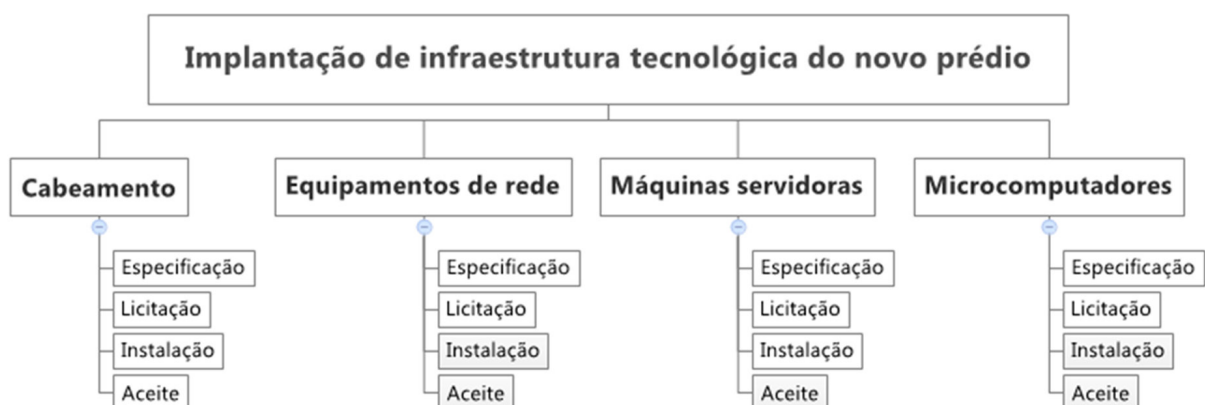 Implantação de infraestrutura tecnológica do novo prédio
Cabeamento
Especificação
Licitação
Instalação
Aceite
Equipamentos de rede
Especificação
Licitação
Instalação
Aceite
Máquinas servidoras
Especificação
Licitação
Instalação
Aceite
Microcomputadores
Especificação
Licitação
Instalação
Aceite